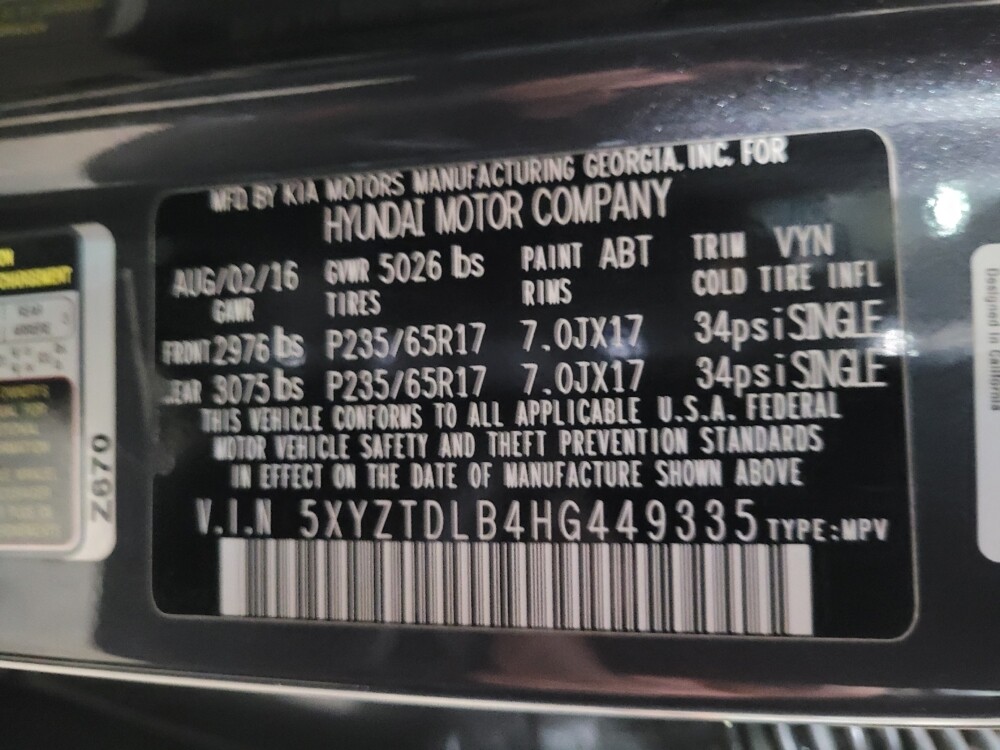 MFD. BY KIA MOTORS MANUFACTURING GEORGIA. INC. FOR
HYUNDAI MOTOR COMPANY
AUG/02/16 GVWR 5026 lbs PAINT ABT TRIM VYN
GAWR TIRES RIMS COLD TIRE INFL
FRONT 2976 lbs P235/65R17 7.0JX17 34psi SINGLE
REAR 3075 lbs P235/65R17 7.0JX17 34psi SINGLE
THIS VEHICLE CONFORMS TO ALL APPLICABLE U.S.A. FEDERAL
MOTOR VEHICLE SAFETY AND THEFT PREVENTION STANDARDS
IN EFFECT ON THE DATE OF MANUFACTURE SHOWN ABOVE
V.I.N 5XYZTDLB4HG449335 TYPE:MPV
Z670
Designed in California